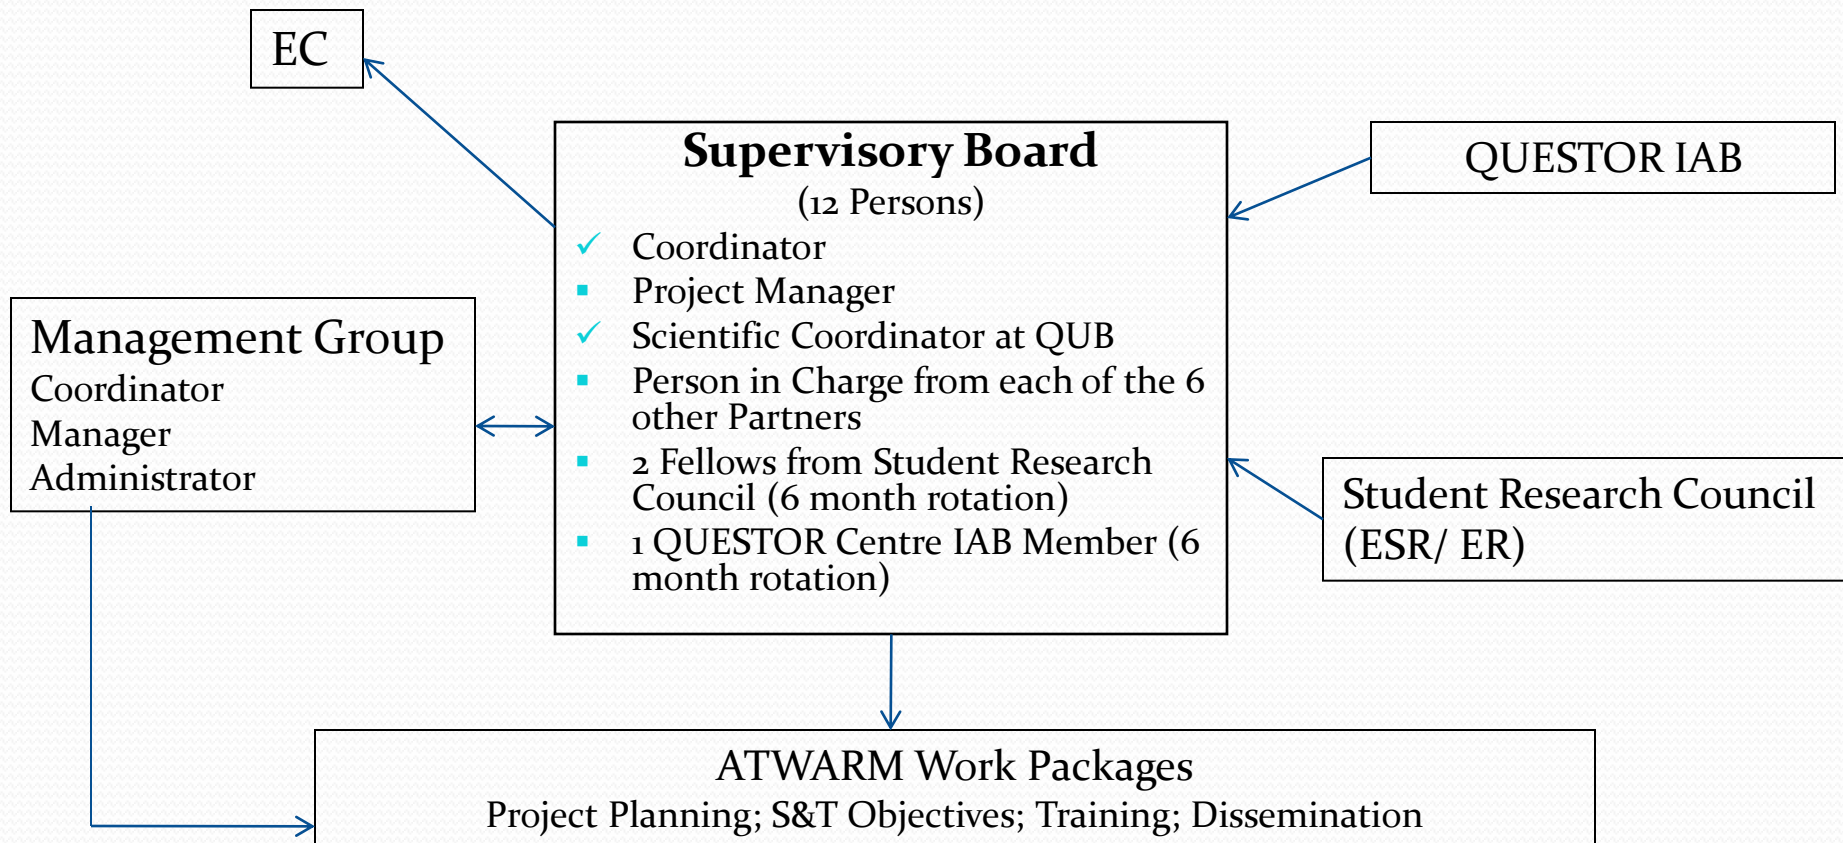 EC
Supervisory Board
(12 Persons)
✓ Coordinator
▪ Project Manager
✓ Scientific Coordinator at QUB
▪ Person in Charge from each of the 6
other Partners
▪ 2 Fellows from Student Research
Council (6 month rotation)
▪ 1 QUESTOR Centre IAB Member (6
month rotation)
QUESTOR IAB
Management Group
Coordinator
Manager
Administrator
Student Research Council
(ESR/ ER)
ATWARM Work Packages
Project Planning; S&T Objectives; Training; Dissemination